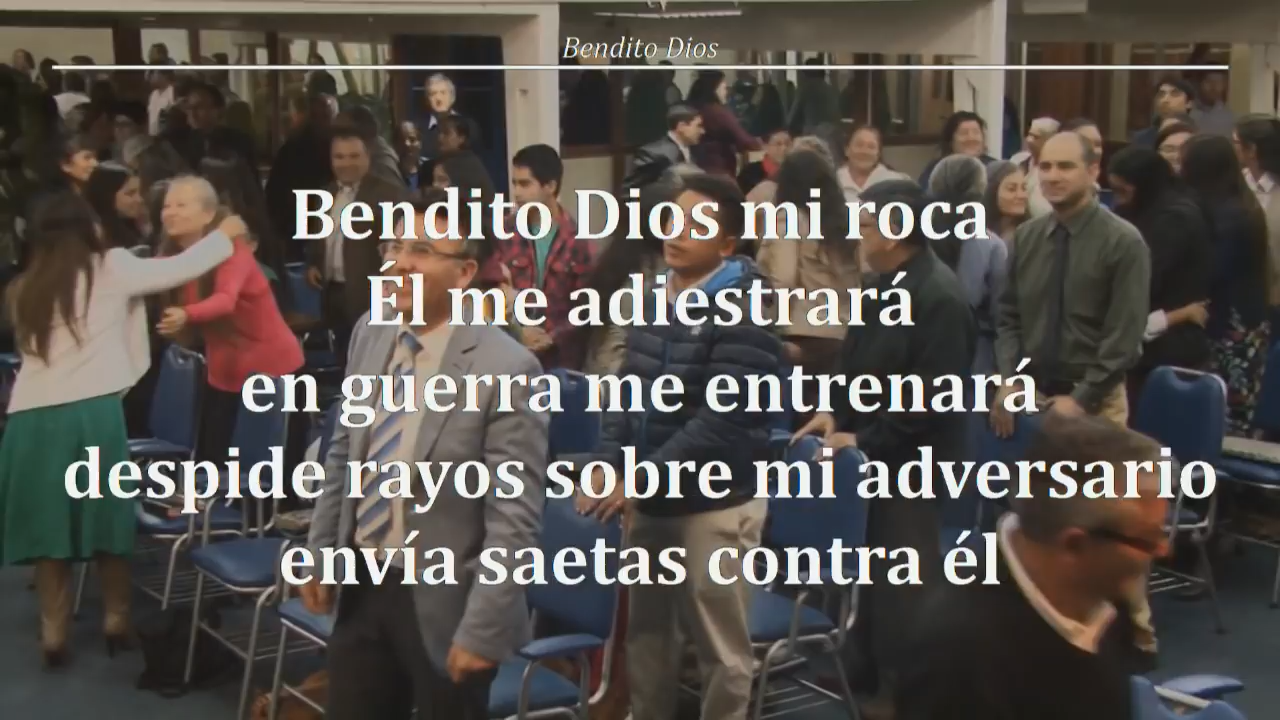 Bendito Dios
Bendito Dios mi roca
Él me adiestrará
en guerra me entrenará
despide rayos sobre mi adversario
envía saetas contra él